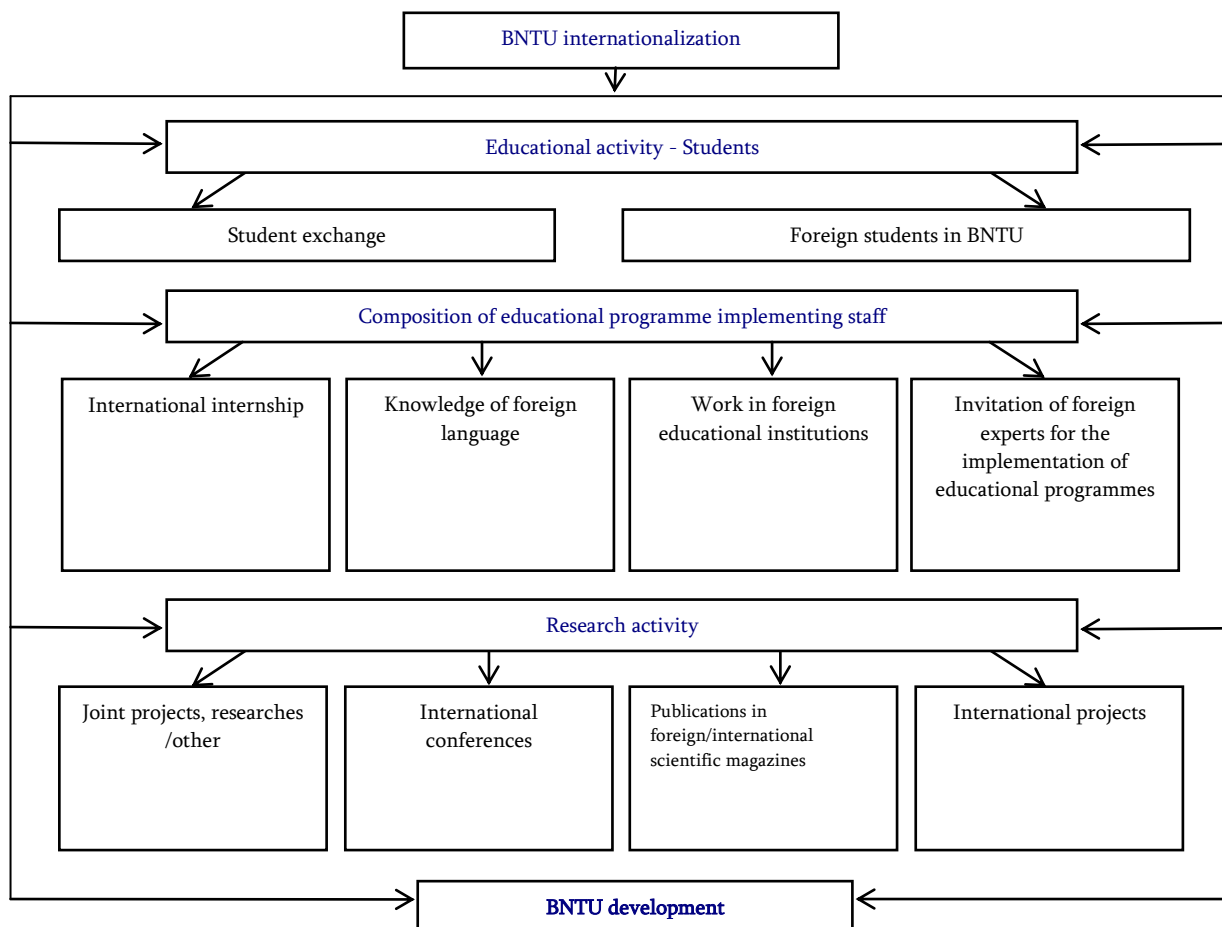 BNTU internationalization
Educational activity - Students
Student exchange
Foreign students in BNTU
Composition of educational programme implementing staff
International internship
Knowledge of foreign
language
Work in foreign
educational institutions
Invitation of foreign
experts for the
implementation of
educational programmes
Research activity
Joint projects, researches
/other
International
conferences
Publications in
foreign/international
scientific magazines
International projects
BNTU development